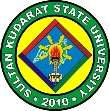 SULTAN KUDARAT STATE UNIVERSITY
• 2010 •